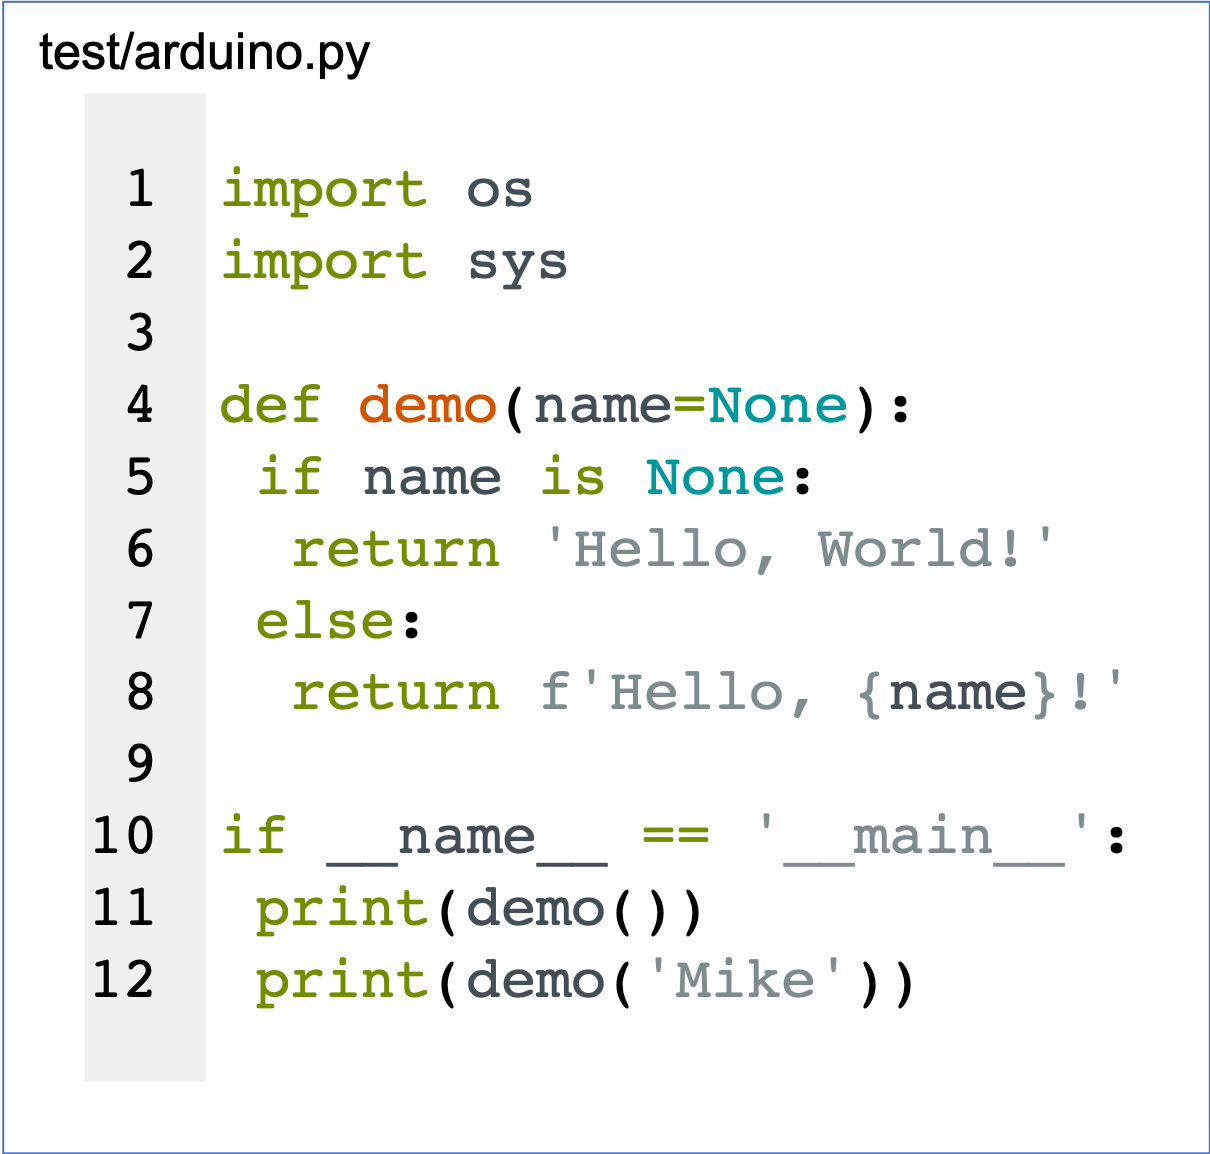 test/arduino.py
1 import os
2 import sys
3
4 def demo(name=None):
5  if name is None:
6   return 'Hello, World!'
7  else:
8   return f'Hello, {name}!'
9
10 if __name__ == '__main__':
11  print(demo())
12  print(demo('Mike'))